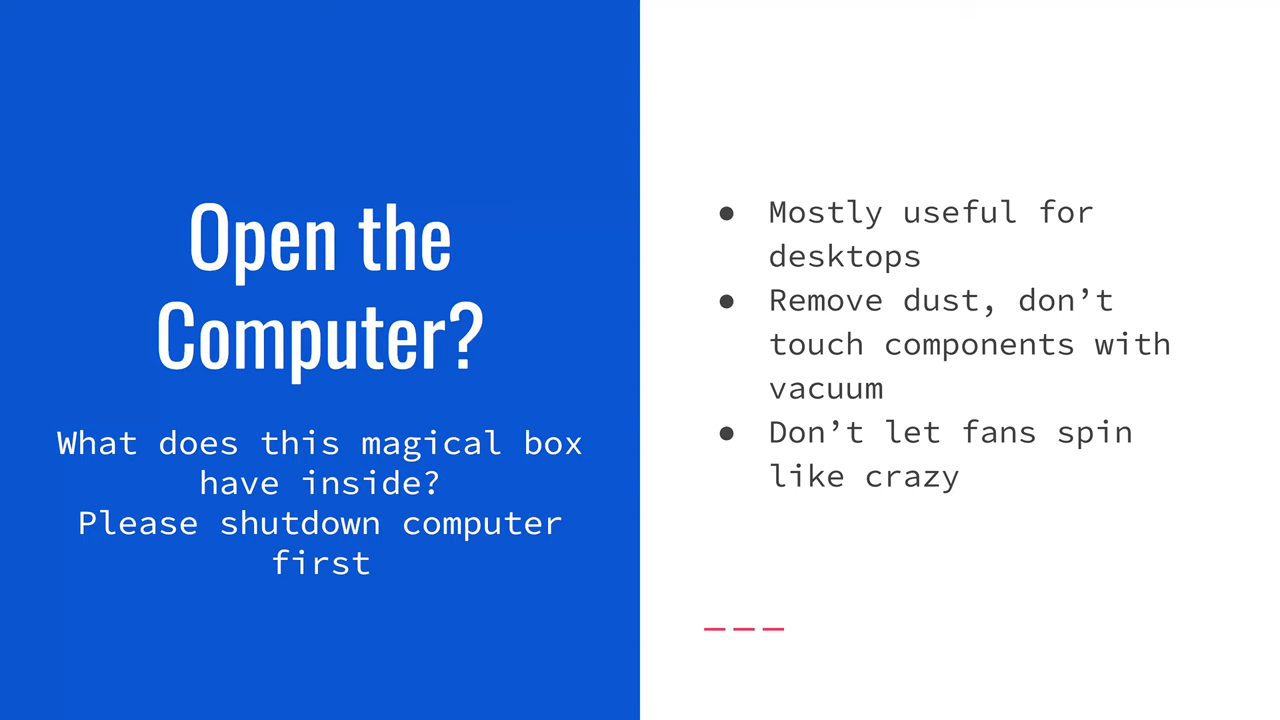 Open the
Computer?
What does this magical box
have inside?
Please shutdown computer
first
● Mostly useful for
desktops
● Remove dust, don’t
touch components with
vacuum
● Don’t let fans spin
like crazy